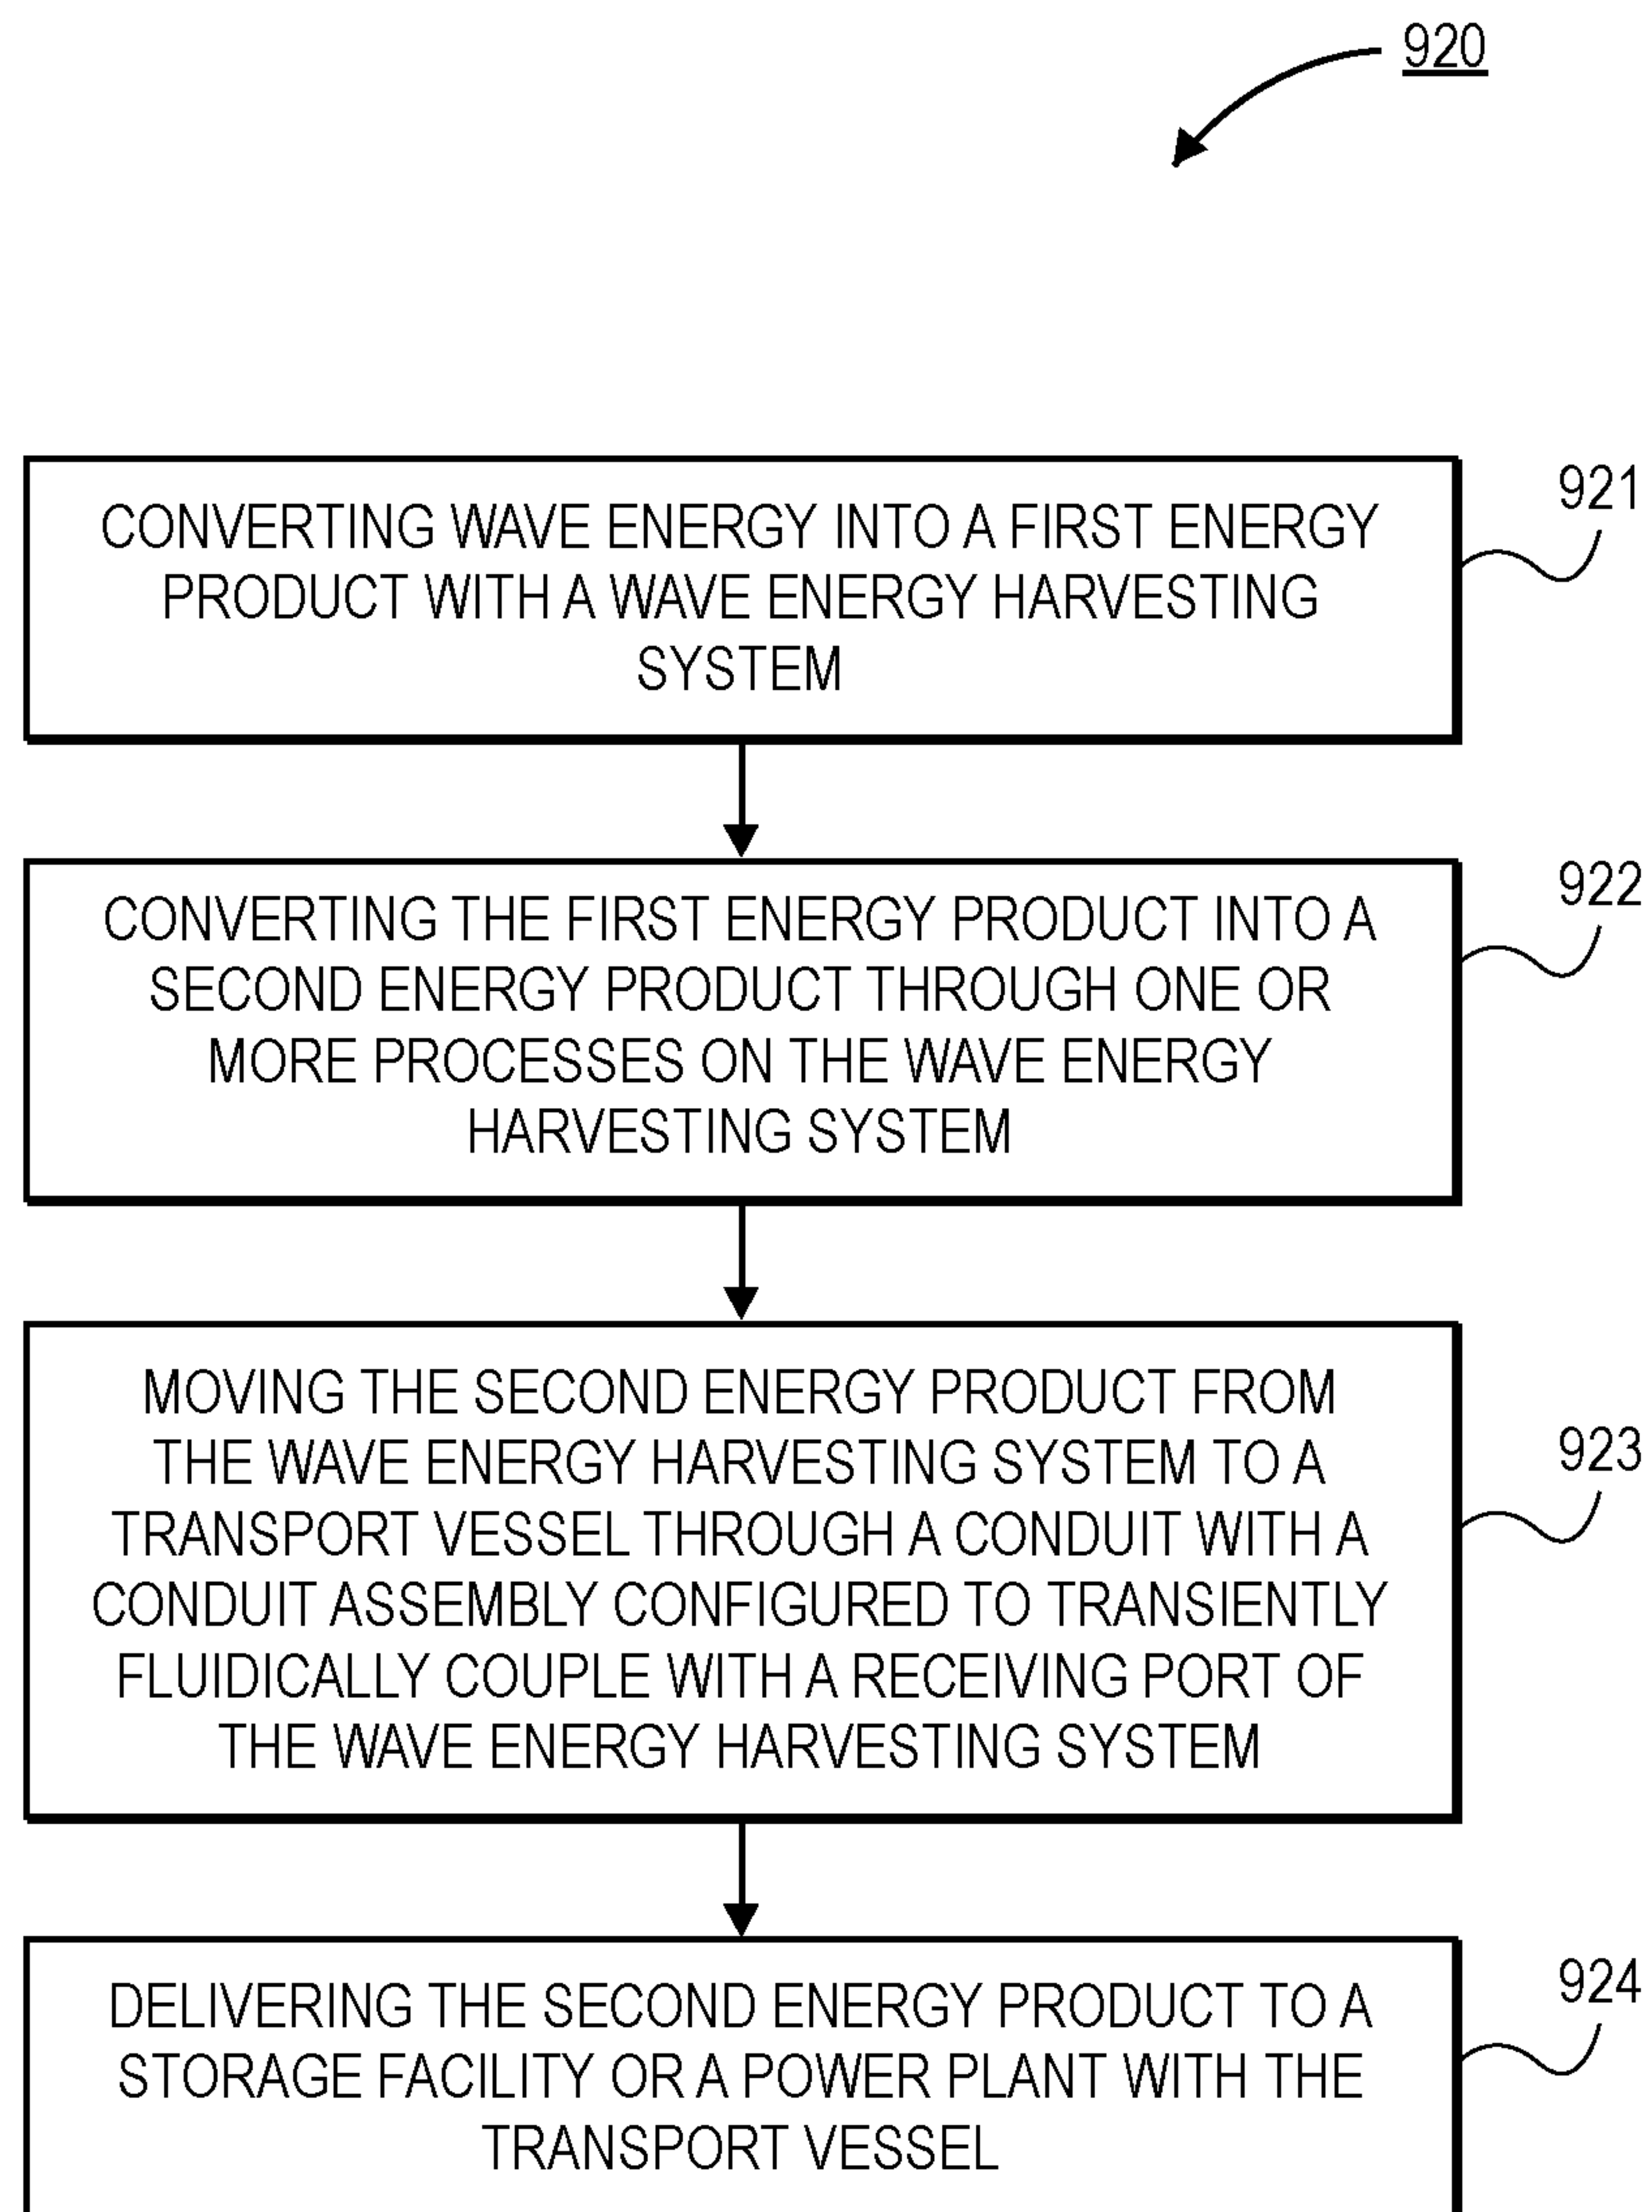 920
CONVERTING WAVE ENERGY INTO A FIRST ENERGY
PRODUCT WITH A WAVE ENERGY HARVESTING
SYSTEM
921
CONVERTING THE FIRST ENERGY PRODUCT INTO A
SECOND ENERGY PRODUCT THROUGH ONE OR
MORE PROCESSES ON THE WAVE ENERGY
HARVESTING SYSTEM
922
MOVING THE SECOND ENERGY PRODUCT FROM
THE WAVE ENERGY HARVESTING SYSTEM TO A
TRANSPORT VESSEL THROUGH A CONDUIT WITH A
CONDUIT ASSEMBLY CONFIGURED TO TRANSIENTLY
FLUIDICALLY COUPLE WITH A RECEIVING PORT OF
THE WAVE ENERGY HARVESTING SYSTEM
923
DELIVERING THE SECOND ENERGY PRODUCT TO A
STORAGE FACILITY OR A POWER PLANT WITH THE
TRANSPORT VESSEL
924